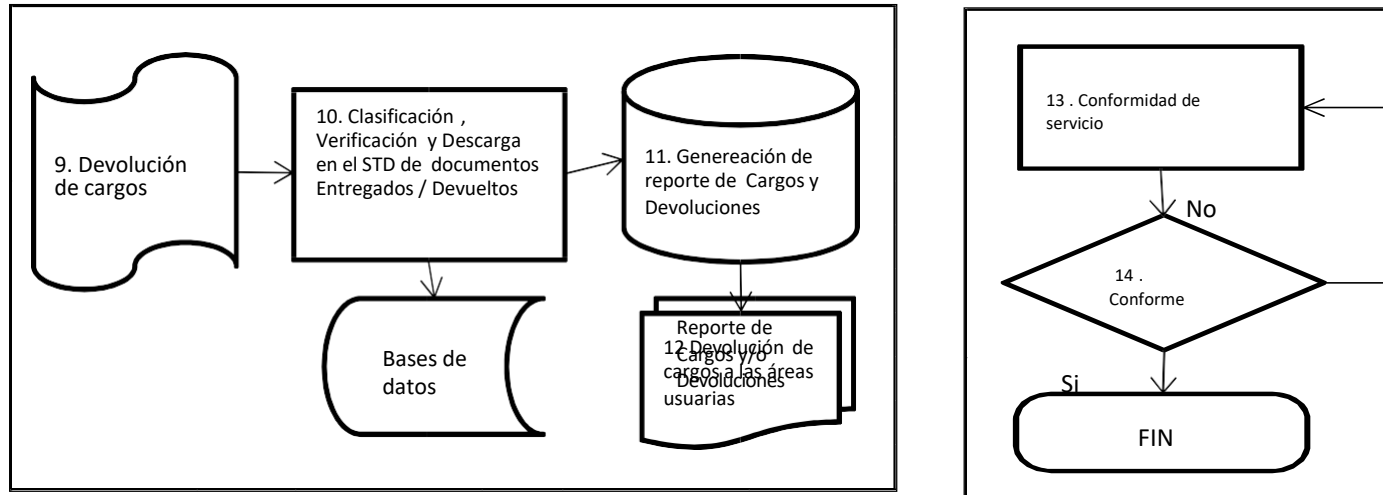 9. Devolución
de cargos
10. Clasificación ,
Verificación y Descarga
en el STD de documentos
Entregados / Devueltos
11. Genereación de
reporte de Cargos y
Devoluciones
Bases de
datos
Reporte de
Cargos y/o
Devoluciones
12 Devolución de
cargos a las áreas
usuarias
13 . Conformidad de
servicio
No
14 .
Conforme
Si
FIN